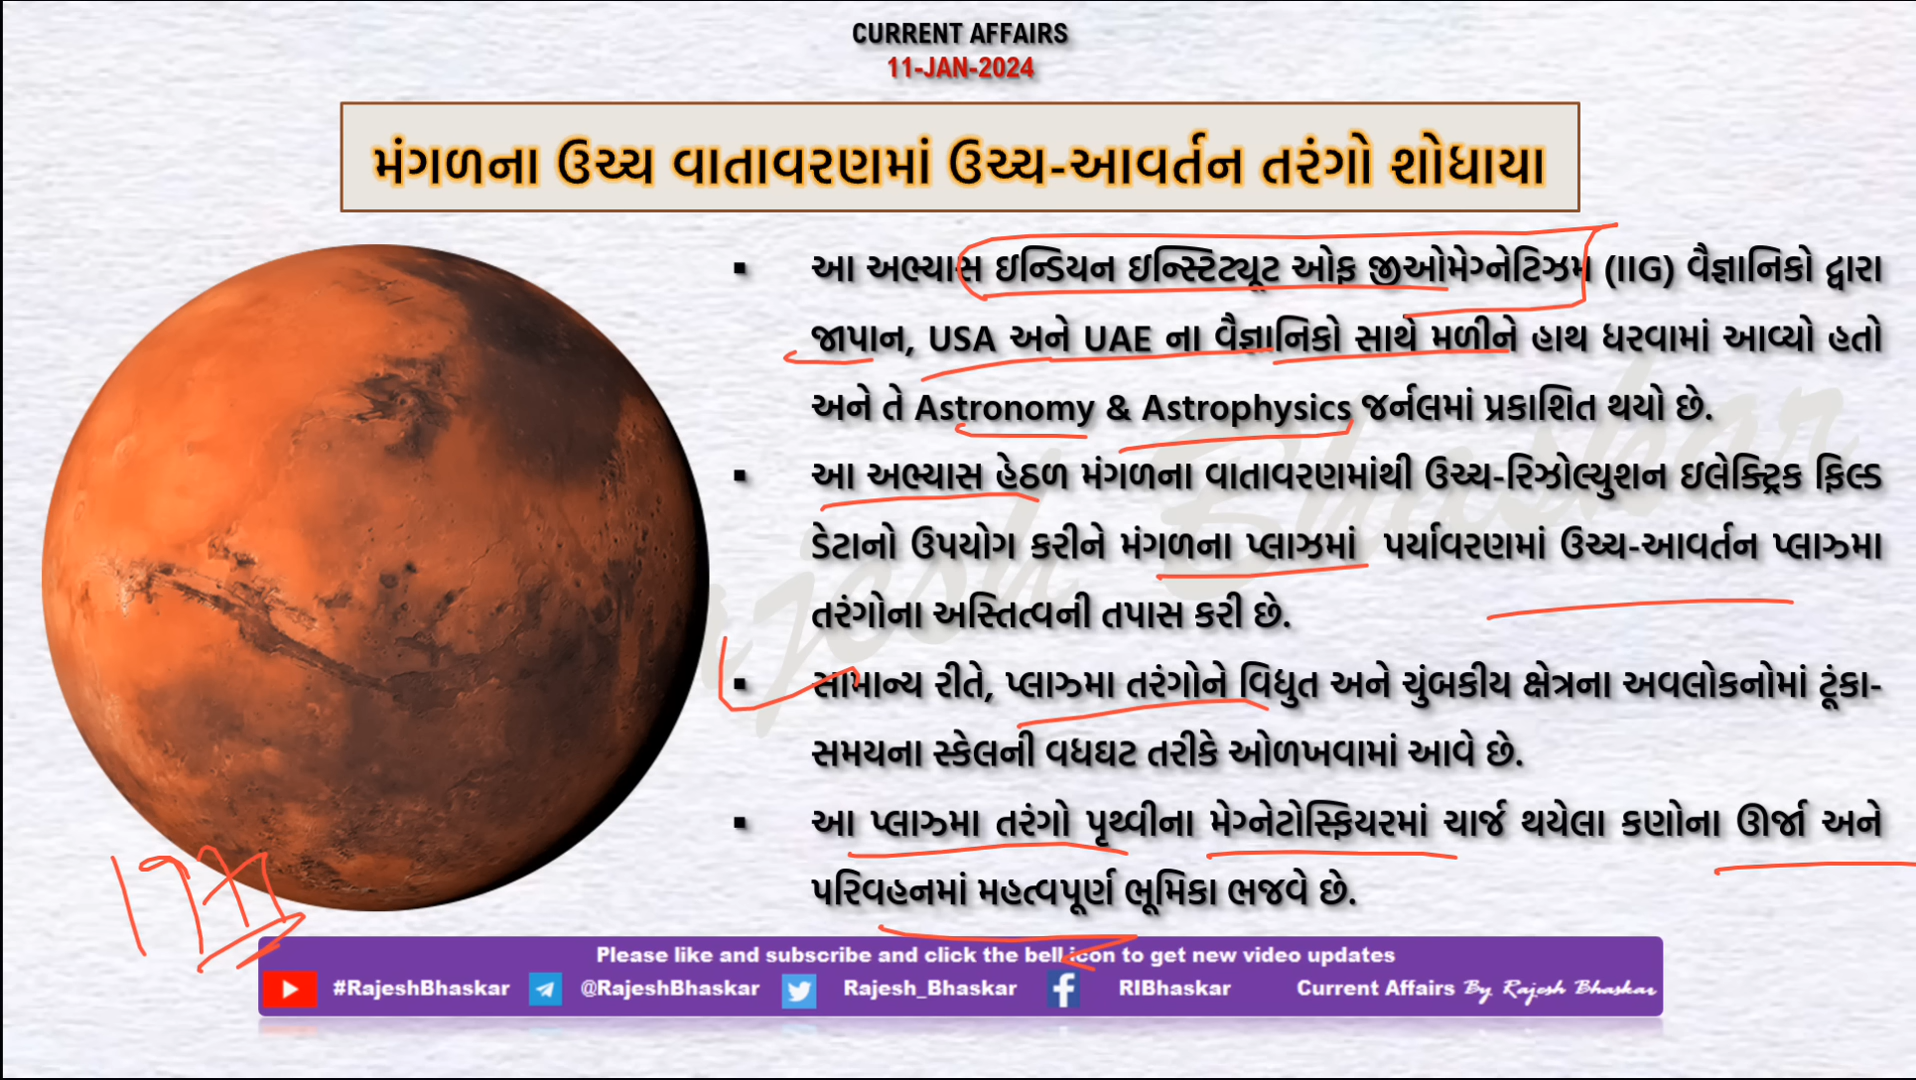 CURRENT AFFAIRS
11-JAN-2024
મંગળના ઉચ્ચ વાતાવરણમાં ઉચ્ચ-આવર્તન તરંગો શોધાયા
▪ આ અભ્યાસ ઇન્ડિયન ઇન્સ્ટિટ્યૂટ ઓફ જીઓમેગ્નેટિઝમ (IIG) વૈજ્ઞાનિકો દ્વારા
જાપાન, USA અને UAE ના વૈજ્ઞાનિકો સાથે મળીને હાથ ધરવામાં આવ્યો હતો
અને તે Astronomy & Astrophysics જર્નલમાં પ્રકાશિત થયો છે.
▪ આ અભ્યાસ હેઠળ મંગળના વાતાવરણમાંથી ઉચ્ચ-રિઝોલ્યુશન ઇલેક્ટ્રિક ફિલ્ડ
ડેટાનો ઉપયોગ કરીને મંગળના પ્લાઝમાં પર્યાવરણમાં ઉચ્ચ-આવર્તન પ્લાઝ્મા
તરંગોના અસ્તિત્વની તપાસ કરી છે.
▪ સામાન્ય રીતે, પ્લાઝ્મા તરંગોને વિદ્યુત અને ચુંબકીય ક્ષેત્રના અવલોકનોમાં ટૂંકા-
સમયના સ્કેલની વધઘટ તરીકે ઓળખવામાં આવે છે.
▪ આ પ્લાઝ્મા તરંગો પૃથ્વીના મેગ્નેટોસ્ફિયરમાં ચાર્જ થયેલા કણોના ઊર્જા અને
પરિવહનમાં મહત્વપૂર્ણ ભૂમિકા ભજવે છે.
Rajesh Bhaskar
Please like and subscribe and click the bell icon to get new video updates
#RajeshBhaskar @RajeshBhaskar Rajesh_Bhaskar RIBhaskar Current Affairs By Rajesh Bhaskar